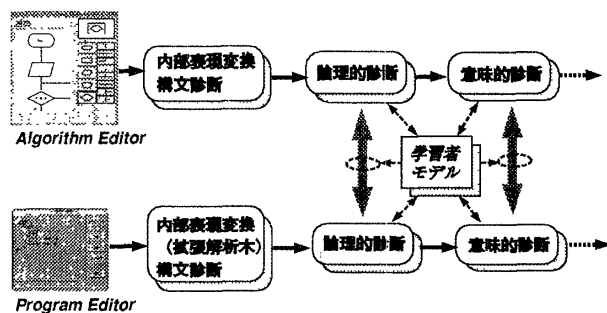 内部表現変換
構文診断
論理的診断
意味的診断
Algorithm Editor
学習者
モデル
内部表現変換
（拡張解析木）
構文診断
論理的診断
意味的診断
Program Editor